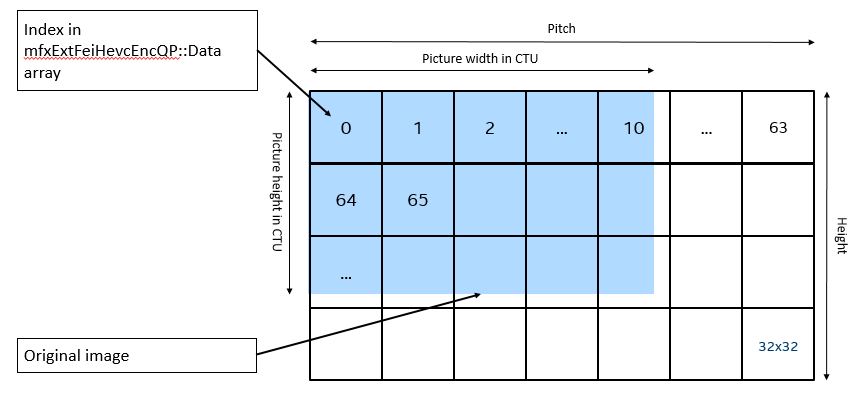 Index in
mfxExtFeiHevcEncQP::Data
array
Pitch
Picture width in CTU
Picture height in CTU
0 1 2 ... 10 ... 63
64 65
...
Height
Original image
32x32